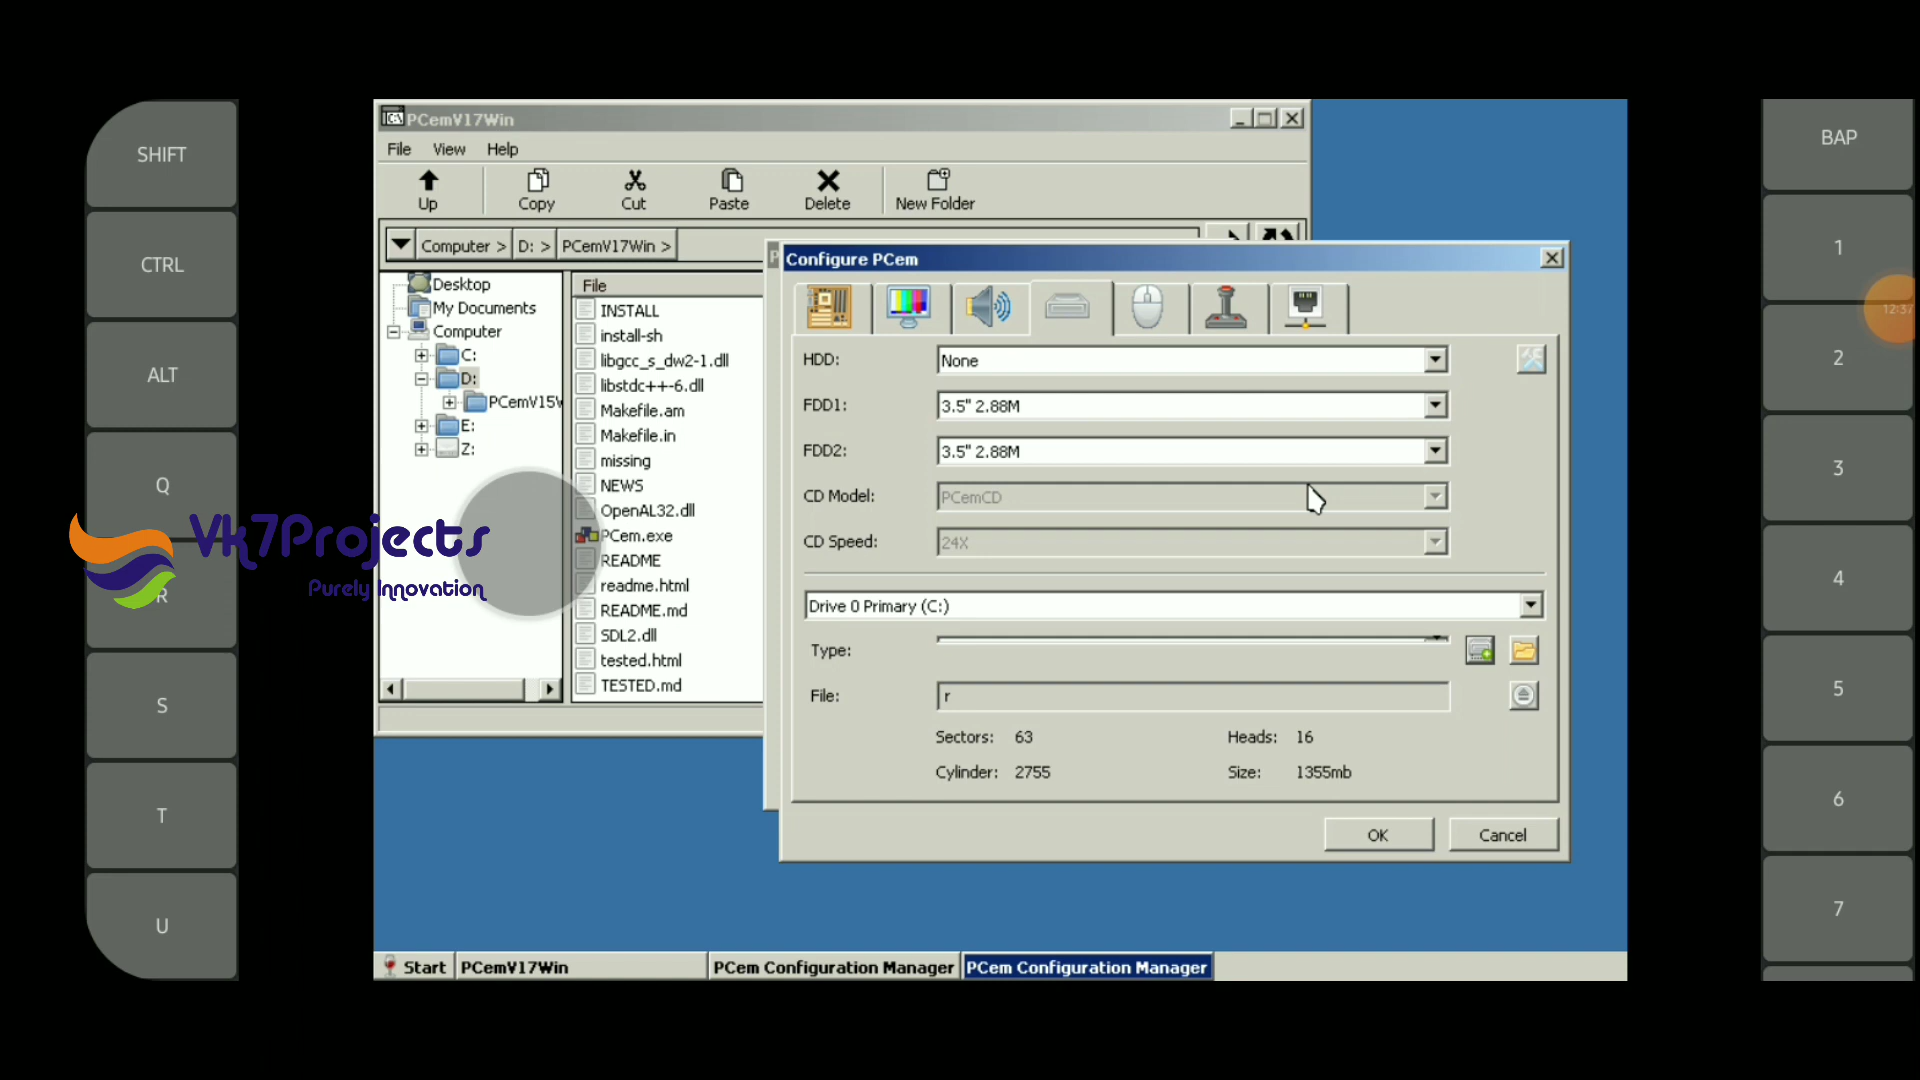 SHIFT
CTRL
ALT
Q
R
S
T
U
Vk7Projects
Purely Innovation
PCemV17Win
File View Help
Up Copy Cut Paste Delete New Folder
Computer > D: > PCemV17Win >
Desktop
My Documents
Computer
C:
D:
PCemV15W
E:
Z:
File
INSTALL
install-sh
libgcc_s_dw2-1.dll
libstdc++-6.dll
Makefile.am
Makefile.in
missing
NEWS
OpenAL32.dll
PCem.exe
README
readme.html
README.md
SDL2.dll
tested.html
TESTED.md
P
Configure PCem
HDD: None
FDD1: 3.5" 2.88M
FDD2: 3.5" 2.88M
CD Model: PCemCD
CD Speed: 24X
Drive 0 Primary (C:)
Type:
File: r
Sectors: 63 Heads: 16
Cylinder: 2755 Size: 1355mb
OK Cancel
Start PCemV17Win PCem Configuration Manager PCem Configuration Manager
ВАР
1
12:37
2
3
4
5
6
7